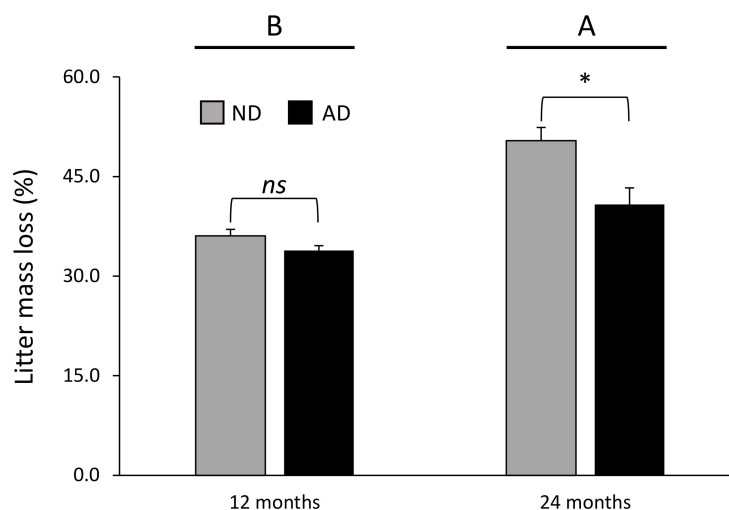 B
A
60.0
*
ND
AD
45.0
ns
30.0
15.0
0.0
Litter mass loss (%)
12 months
24 months